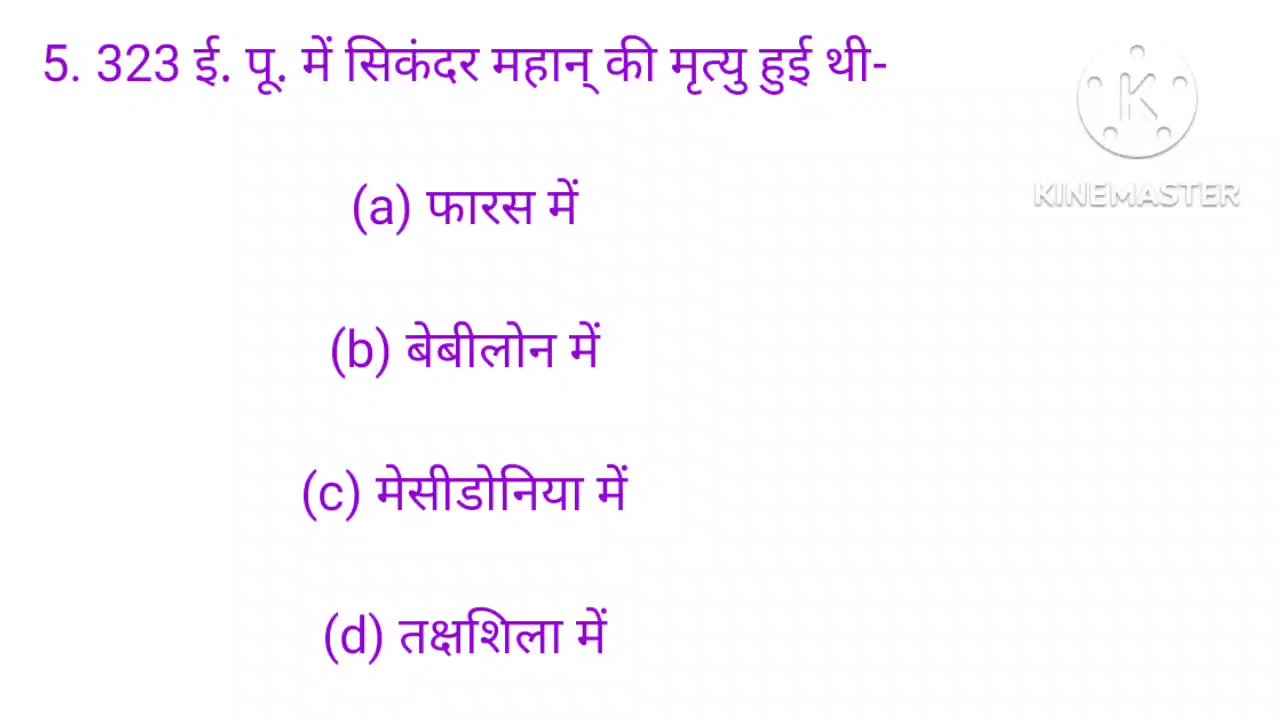 5. 323 ई. पू. में सिकंदर महान् की मृत्यु हुई थी-
K
KINEMASTER
(a) फारस में
(b) बेबीलोन में
(c) मेसीडोनिया में
(d) तक्षशिला में